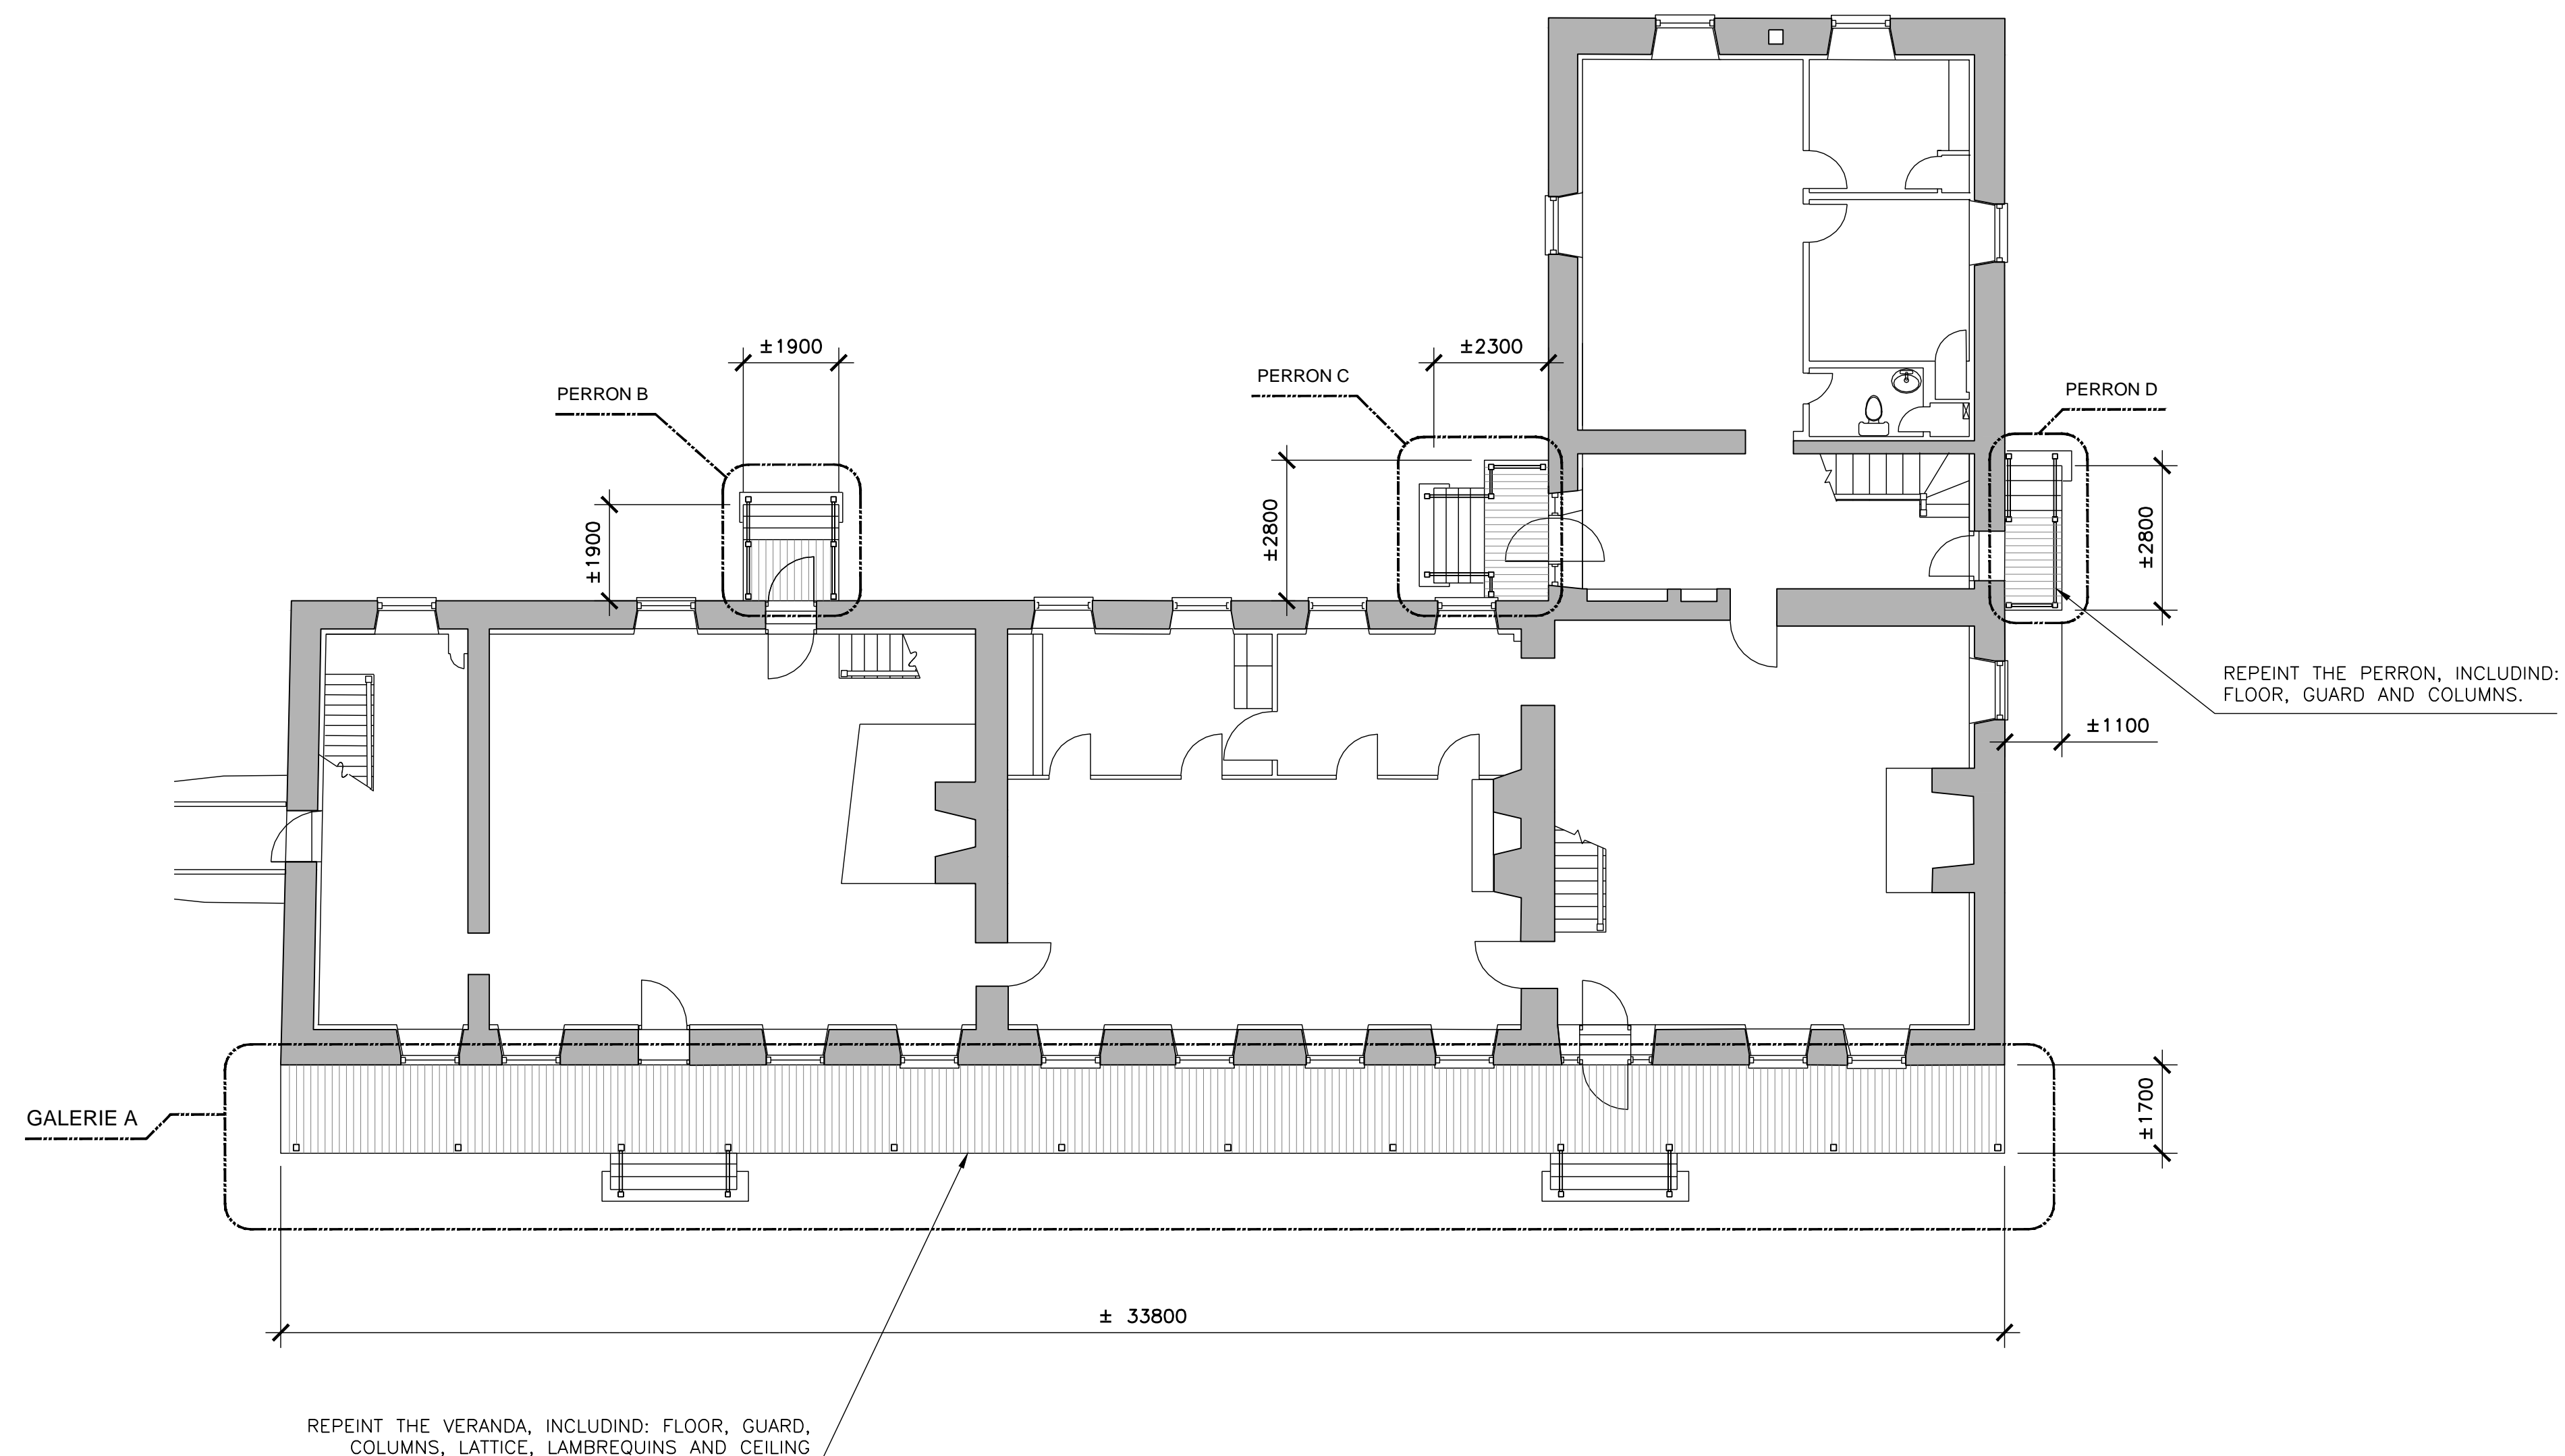 ±1900
±2300
PERRON B
PERRON C
PERRON D
±1900
±2800
±2800
REPEINT THE PERRON, INCLUDIND:
FLOOR, GUARD AND COLUMNS.
±1100
GALERIE A
±1700
± 33800
REPEINT THE VERANDA, INCLUDIND: FLOOR, GUARD,
COLUMNS, LATTICE, LAMBREQUINS AND CEILING